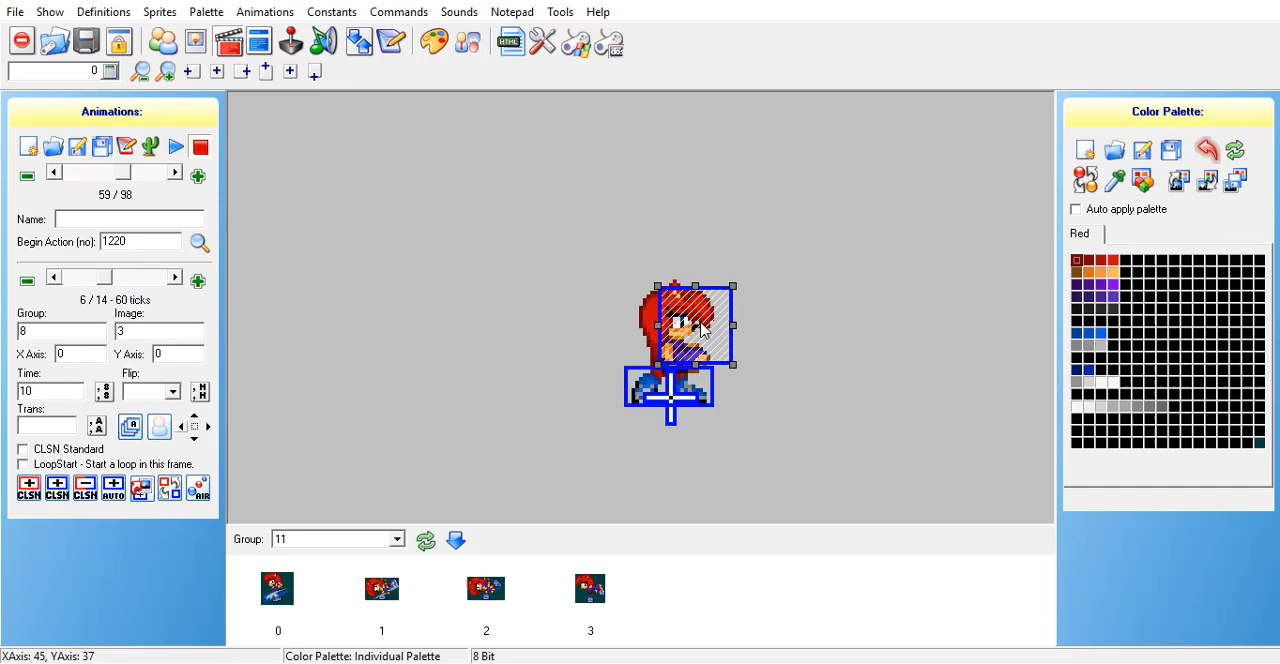 File Show Definitions Sprites Palette Animations Constants Commands Sounds Notepad Tools Help
HTML
0
Animations:
Color Palette:
59 / 98
Name:
Begin Action (no): 1220
Auto apply palette
Red
6 / 14 - 60 ticks
Group: Image:
8 3
X Axis: 0 Y Axis: 0
Time: Flip:
10
Trans:
CLSN Standard
LoopStart - Start a loop in this frame.
CLSN CLSN CLSN AUTO AIR
Group: 11
0 1 2 3
XAxis: 45, YAxis: 37 Color Palette: Individual Palette 8 Bit